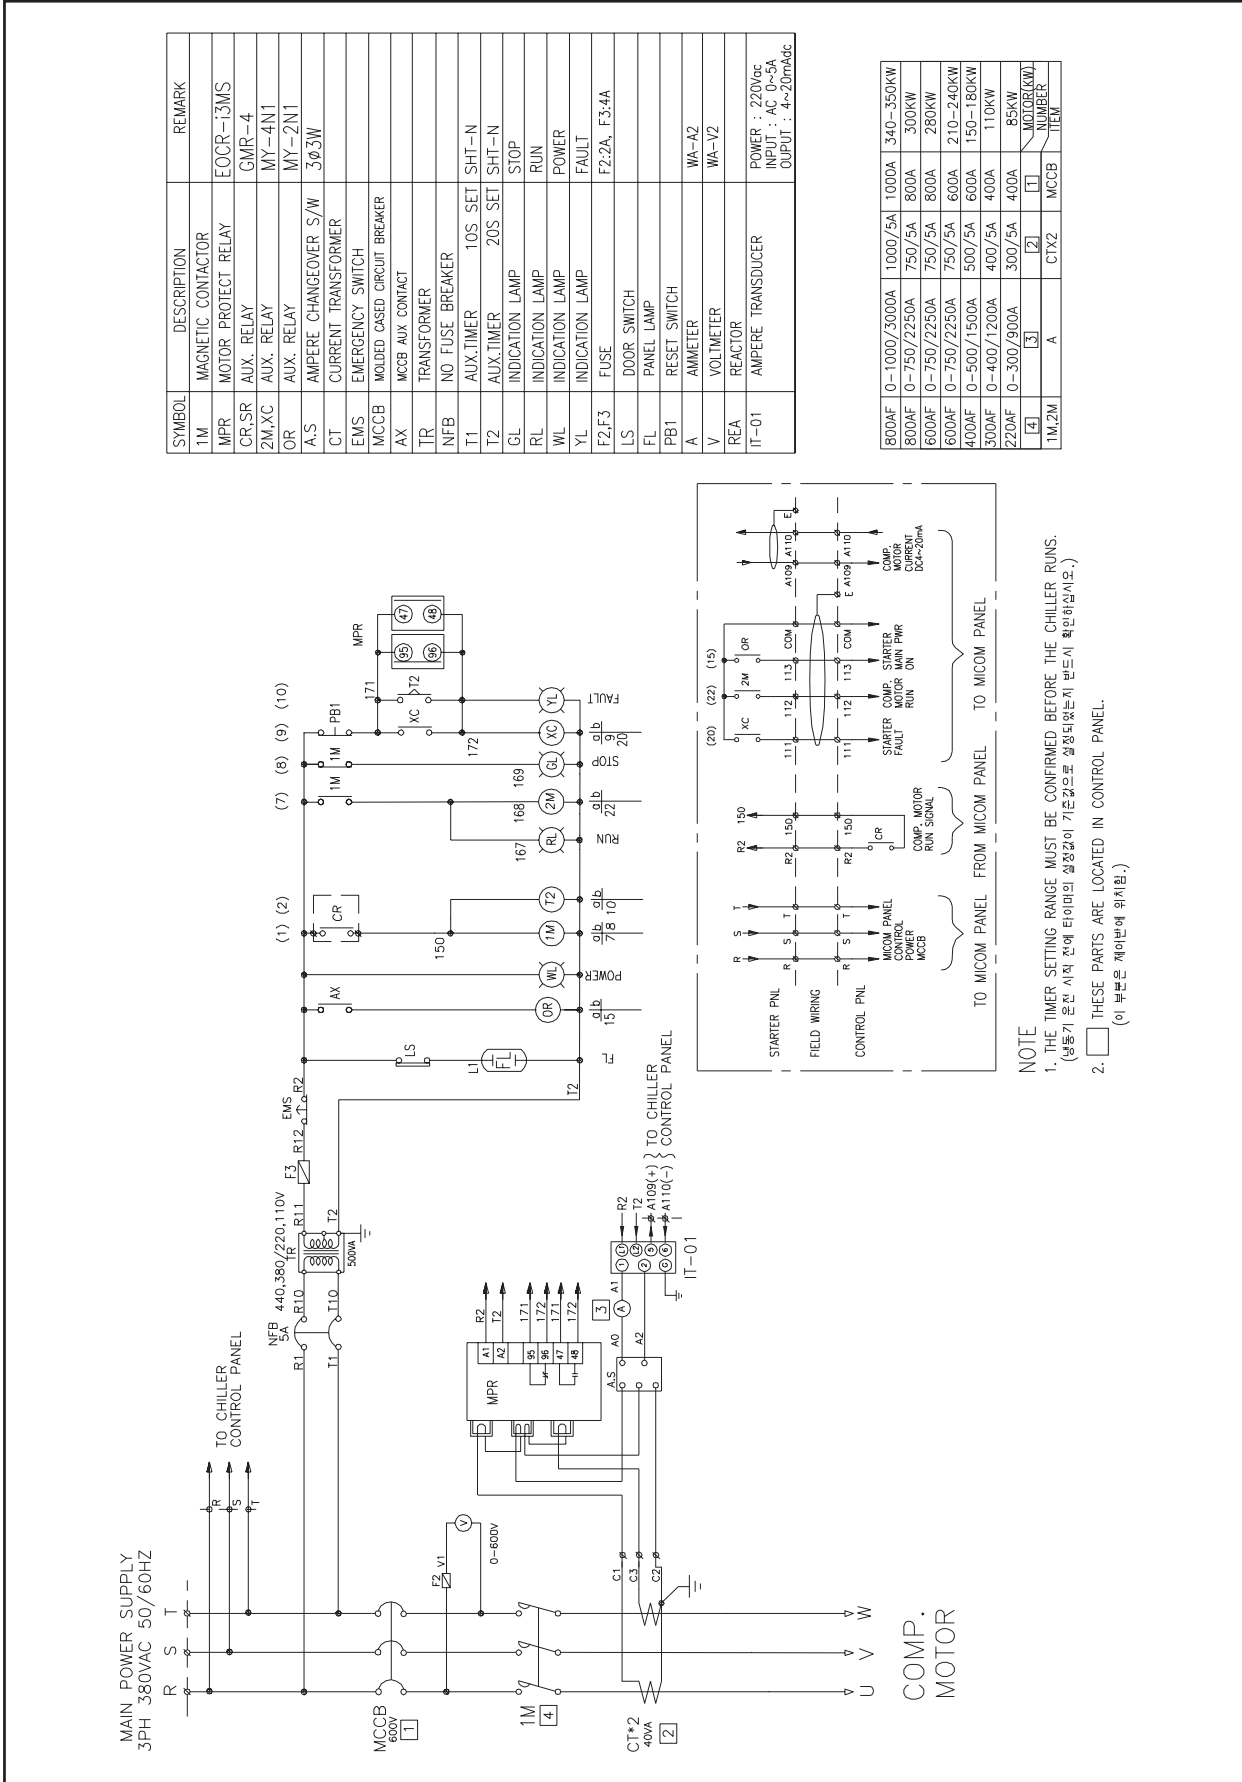 MAIN POWER SUPPLY
3PH 380VAC 50/60HZ
R S T
TO CHILLER
CONTROL PANEL
R
S
T
MCCB
600V
1
F2 V1
V
0-600V
1M
4
CT*2
40VA
2
C1
C3
C2
U V W
COMP.
MOTOR
NFB
5A
R1 R10
T1 T10
440,380/220,110V
TR
500VA
R11
T2
F3
R12
EMS
R2
MPR
A1
A2
95
96
47
48
R2
T2
171
172
171
172
A.S
A0
A2
3
A
A1
1 L1
L2
2 5
G 6
IT-01
R2
T2
A109(+)
A110(-)
TO CHILLER
CONTROL PANEL
LS
L1
FL
FL
T2
AX
OR
a b
15
WL
POWER
(1) (2)
CR
150
1M
a b
7 8
T2
a b
10
(7)
1M
167
RL
RUN
168
2M
a b
22
(8)
1M
169
GL
STOP
(9)
PB1
XC
172
XC
a b
9
20
(10)
171
T2
YL
FAULT
MPR
95
96
47
48
SYMBOL DESCRIPTION REMARK
1M MAGNETIC CONTACTOR
MPR MOTOR PROTECT RELAY EOCR-i3MS
CR,SR AUX. RELAY GMR-4
2M,XC AUX. RELAY MY-4N1
OR AUX. RELAY MY-2N1
A.S AMPERE CHANGEOVER S/W 3ø3W
CT CURRENT TRANSFORMER
EMS EMERGENCY SWITCH
MCCB MOLDED CASED CIRCUIT BREAKER
AX MCCB AUX CONTACT
TR TRANSFORMER
NFB NO FUSE BREAKER
T1 AUX.TIMER 10S SET SHT-N
T2 AUX.TIMER 20S SET SHT-N
GL INDICATION LAMP STOP
RL INDICATION LAMP RUN
WL INDICATION LAMP POWER
YL INDICATION LAMP FAULT
F2,F3 FUSE F2:2A, F3:4A
LS DOOR SWITCH
FL PANEL LAMP
PB1 RESET SWITCH
A AMMETER WA-A2
V VOLTMETER WA-V2
REA REACTOR
IT-01 AMPERE TRANSDUCER POWER : 220Vac
INPUT : AC 0~5A
OUPUT : 4~20mAdc
STARTER PNL
FIELD WIRING
CONTROL PNL
R S T
R S T
R S T
MICOM PANEL
CONTROL
POWER
MCCB
TO MICOM PANEL
R2 150
R2 150
R2 150
CR
COMP. MOTOR
RUN SIGNAL
FROM MICOM PANEL
(20) (22) (15)
XC 2M OR
111 112 113 COM
111 112 113 COM E
STARTER
FAULT
COMP.
MOTOR
RUN
STARTER
MAIN PWR
ON
A109 A110 E
A109 A110
COMP.
MOTOR
CURRENT
DC4~20mA
TO MICOM PANEL
800AF 0-1000/3000A 1000/5A 1000A 340-350KW
800AF 0-750/2250A 750/5A 800A 300KW
600AF 0-750/2250A 750/5A 800A 280KW
600AF 0-750/2250A 750/5A 600A 210-240KW
400AF 0-500/1500A 500/5A 600A 150-180KW
300AF 0-400/1200A 400/5A 400A 110KW
220AF 0-300/900A 300/5A 400A 85KW
4 3 2 1 MOTOR(KW)
NUMBER
ITEM
1M,2M A CTX2 MCCB
NOTE
1. THE TIMER SETTING RANGE MUST BE CONFIRMED BEFORE THE CHILLER RUNS.
(냉동기 운전 시작 전에 타이머의 설정값이 기준값으로 설정되었는지 반드시 확인하십시오.)
2. THESE PARTS ARE LOCATED IN CONTROL PANEL.
(이 부분은 제어반에 위치함.)